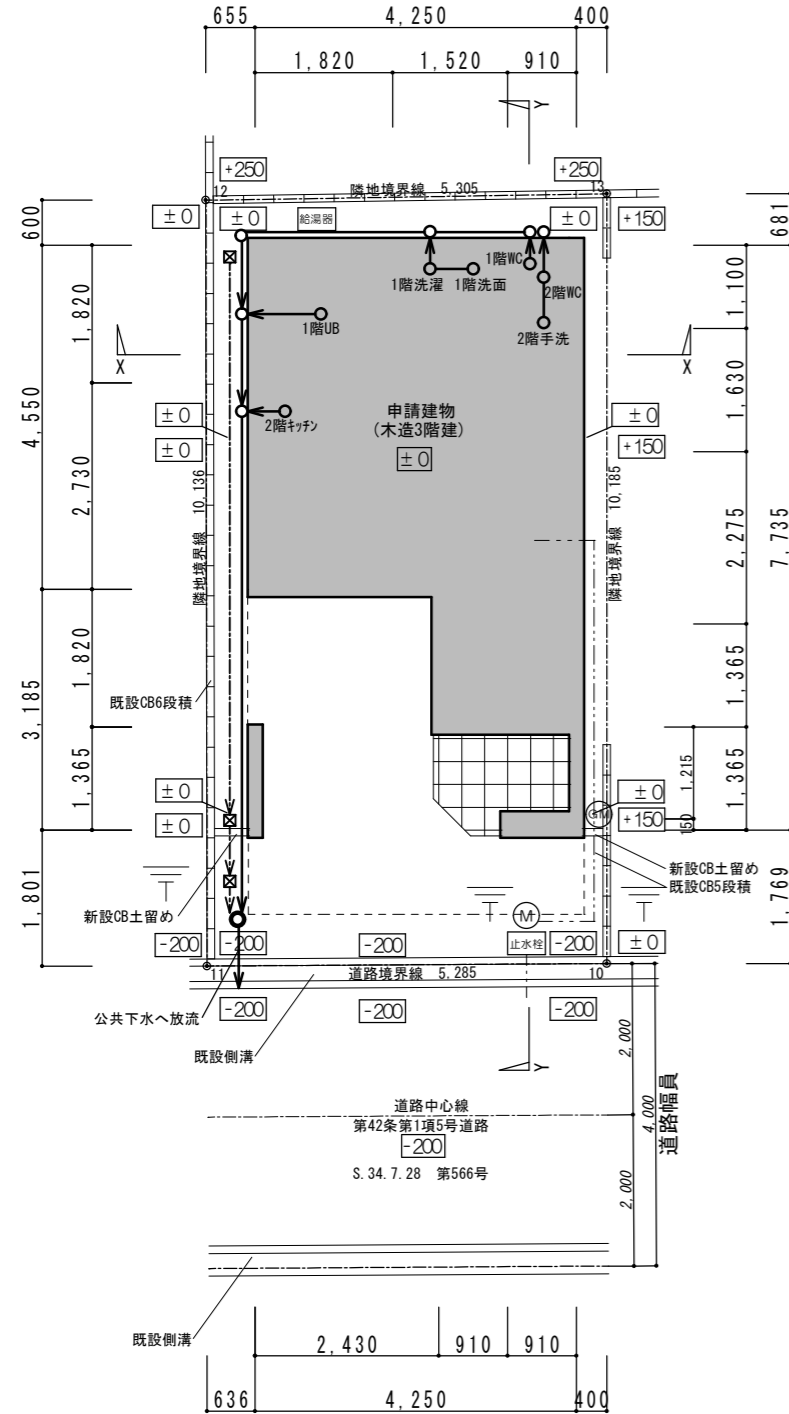 655 4,250 400
1,820 1,520 910
Y
+250 +250
12 隣地境界線 5,305 13
±0 ±0 給湯器 ±0 +150
600 681
1階WC
1階洗濯 1階洗面 2階WC
1,820 1,100
1階UB 2階手洗
X X
4,550 1,630
±0 申請建物 ±0
2階キッチン (木造3階建)
±0 ±0 +150
2,730
隣地境界線 10,136
隣地境界線 10,185
2,275 7,735
1,820 1,365
3,185
既設CB6段積
1,365 1,215 1,365
±0 ±0
±0 GM +150
150
新設CB土留め
既設CB5段積
1,801 1,769
新設CB土留め M
-200 -200 -200 止水栓 -200 ±0
11 道路境界線 5.285 10
-200 -200 -200
公共下水へ放流
既設側溝
Y
2,000
道路中心線
第42条第1項5号道路
-200
S.34.7.28 第566号
4,000 道路幅員
2,000
既設側溝
2,430 910 910
636 4,250 400